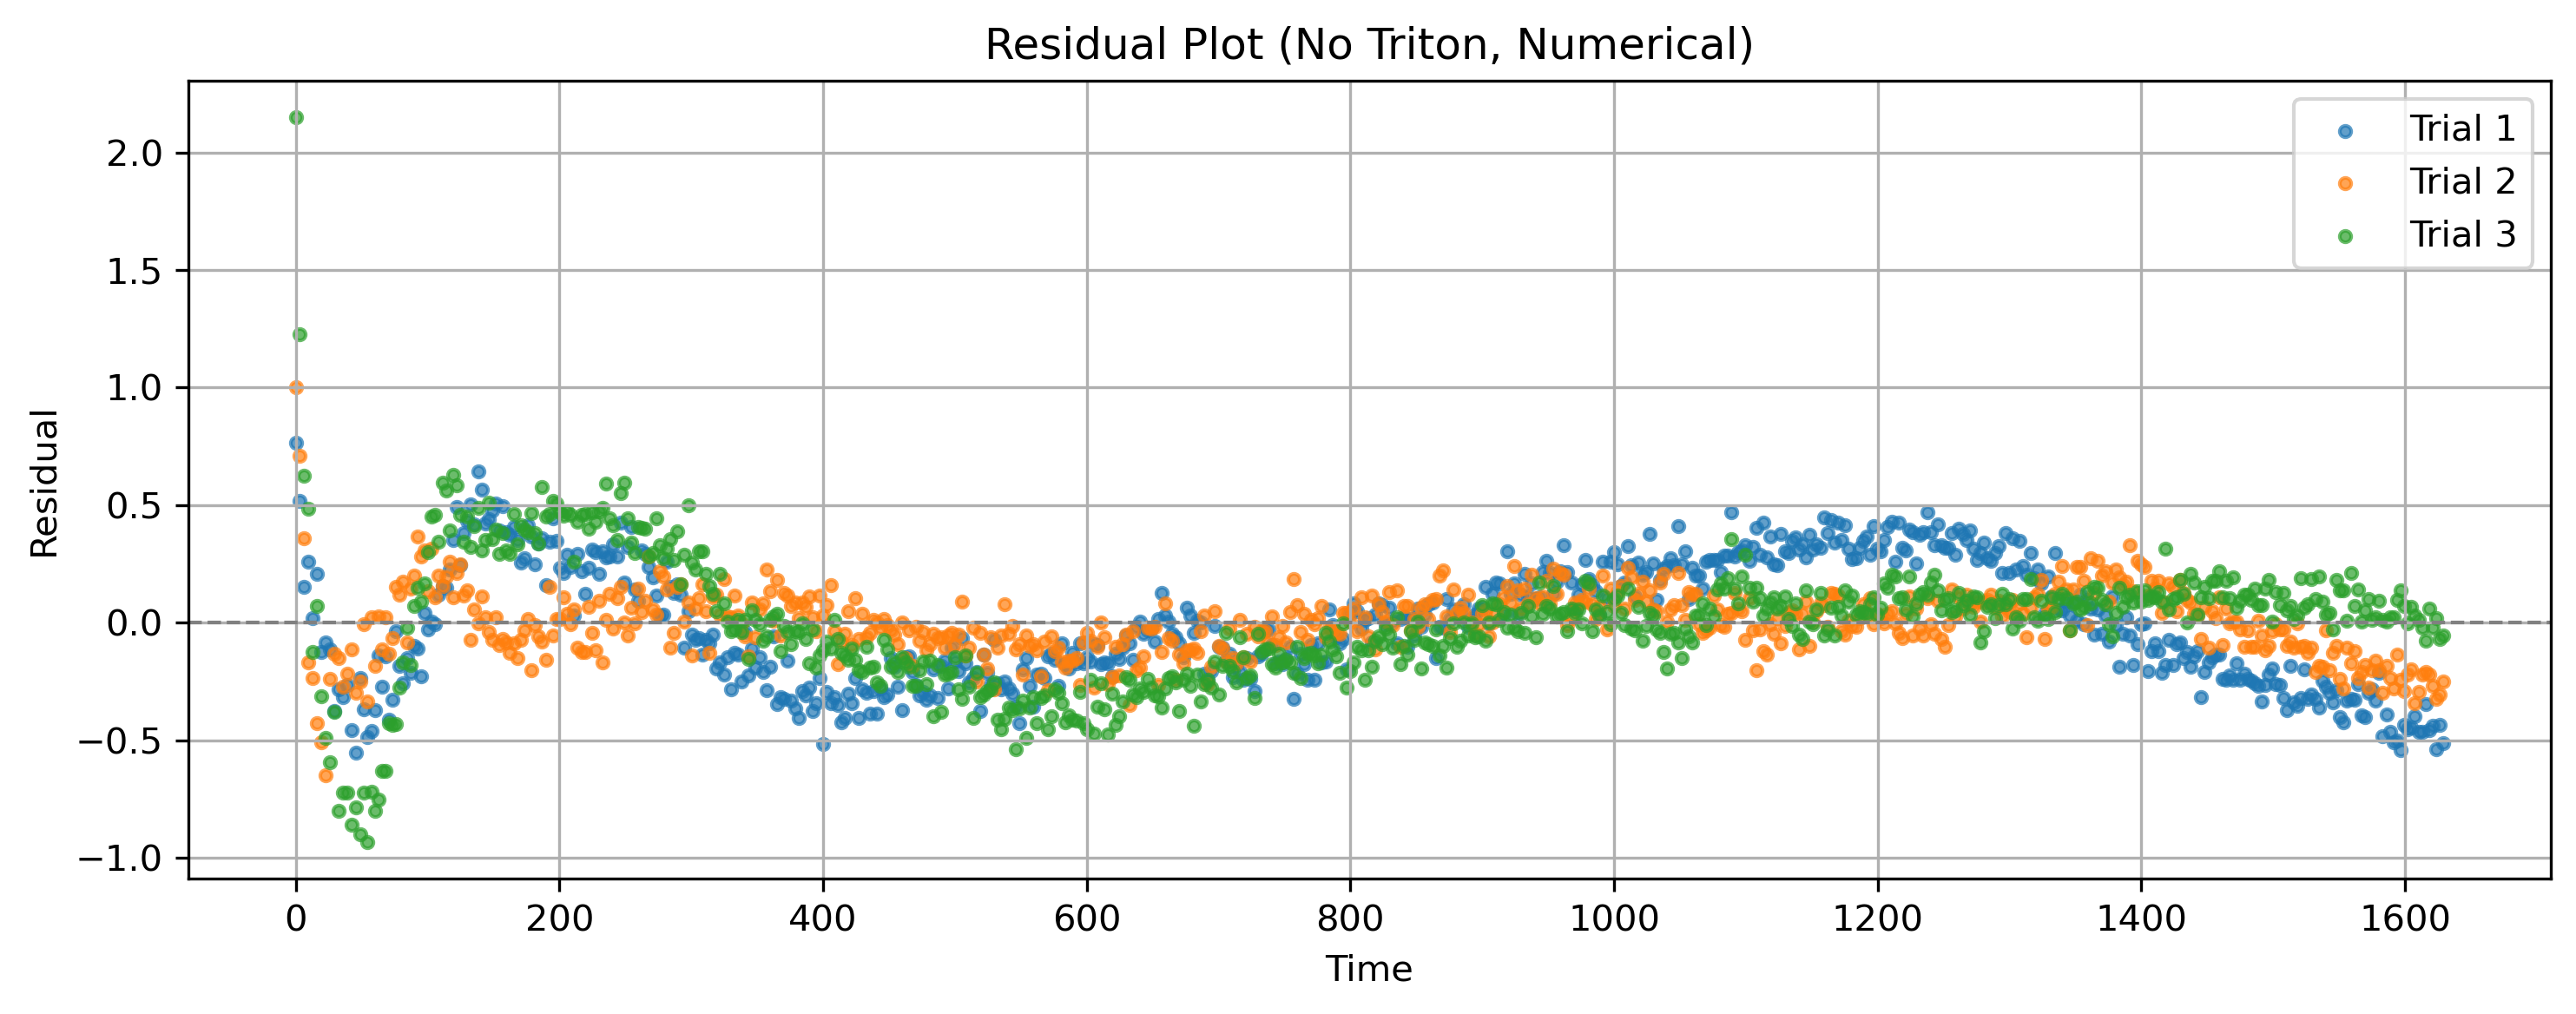 Residual Plot (No Triton, Numerical)
Trial 1
Trial 2
Trial 3
2.0
1.5
1.0
0.5
0.0
−0.5
−1.0
Residual
0 200 400 600 800 1000 1200 1400 1600
Time